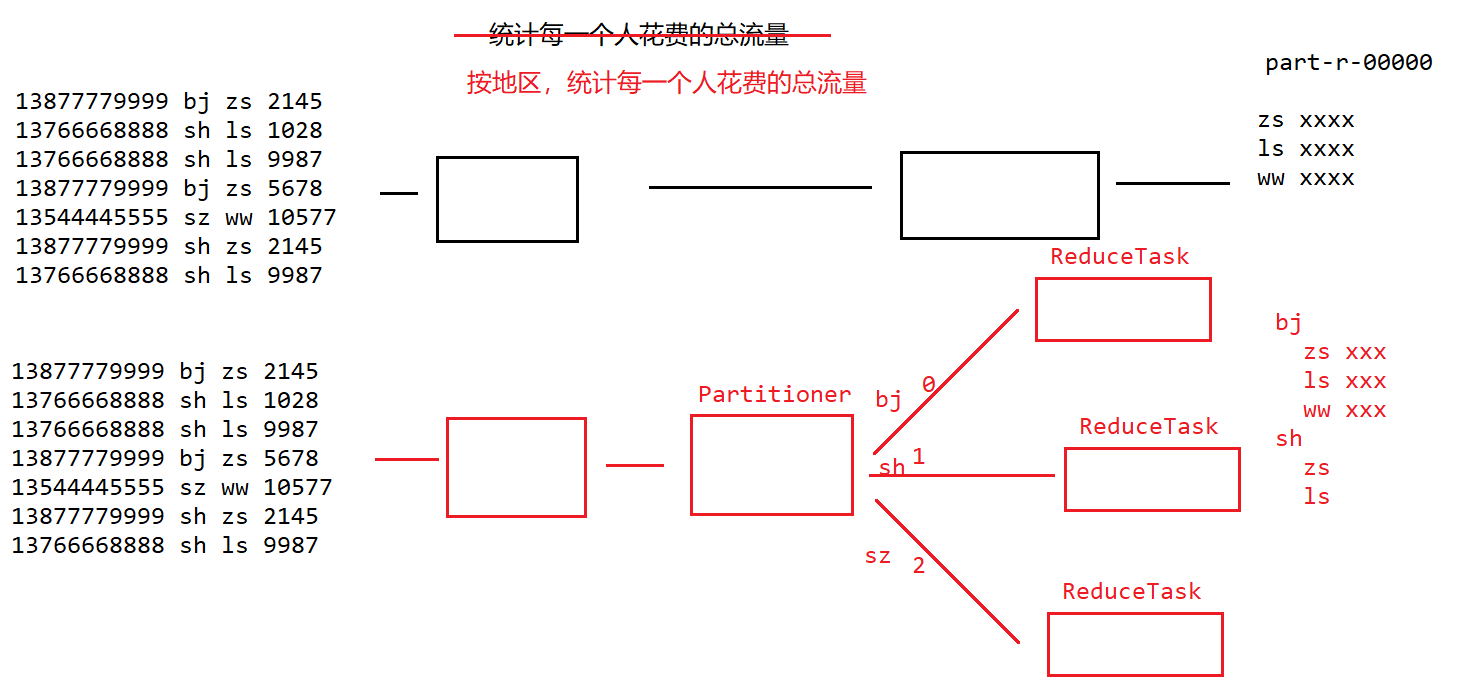 统计每一个人花费的总流量
按地区，统计每一个人花费的总流量
part-r-00000
13877779999 bj zs 2145
13766668888 sh ls 1028
13766668888 sh ls 9987
13877779999 bj zs 5678
13544445555 sz ww 10577
13877779999 sh zs 2145
13766668888 sh ls 9987
zs xxxx
ls xxxx
ww xxxx
ReduceTask
13877779999 bj zs 2145
13766668888 sh ls 1028
13766668888 sh ls 9987
13877779999 bj zs 5678
13544445555 sz ww 10577
13877779999 sh zs 2145
13766668888 sh ls 9987
Partitioner
bj 0
sh 1
sz 2
ReduceTask
ReduceTask
bj
zs xxx
ls xxx
ww xxx
sh
zs
ls